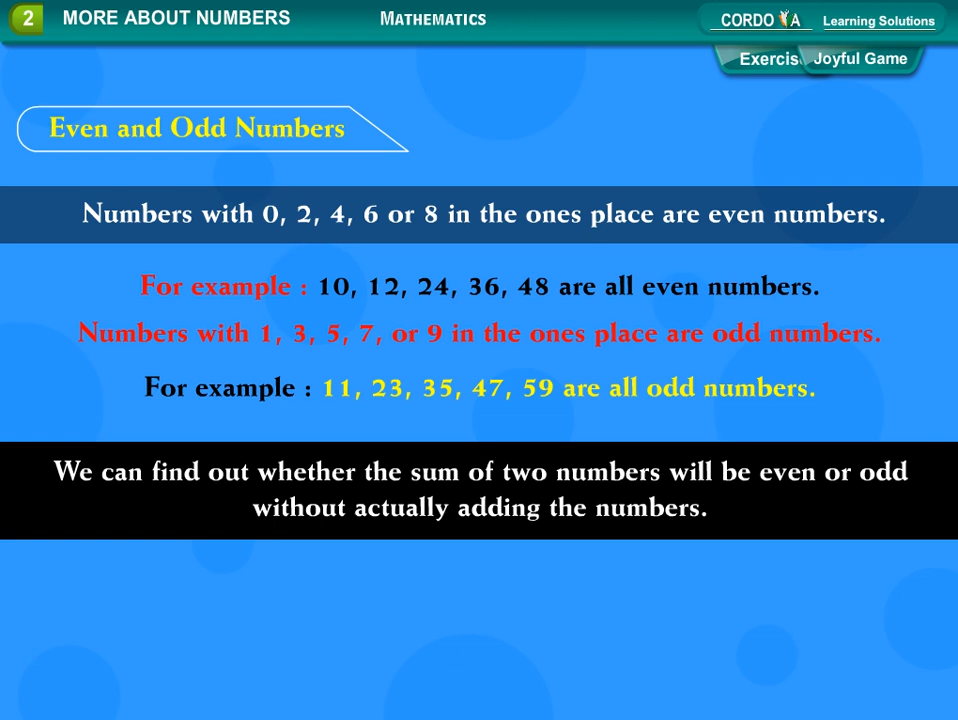 2 MORE ABOUT NUMBERS MATHEMATICS CORDO A Learning Solutions
Exercis Joyful Game
Even and Odd Numbers
Numbers with 0, 2, 4, 6 or 8 in the ones place are even numbers.
For example : 10, 12, 24, 36, 48 are all even numbers.
Numbers with 1, 3, 5, 7, or 9 in the ones place are odd numbers.
For example : 11, 23, 35, 47, 59 are all odd numbers.
We can find out whether the sum of two numbers will be even or odd
without actually adding the numbers.